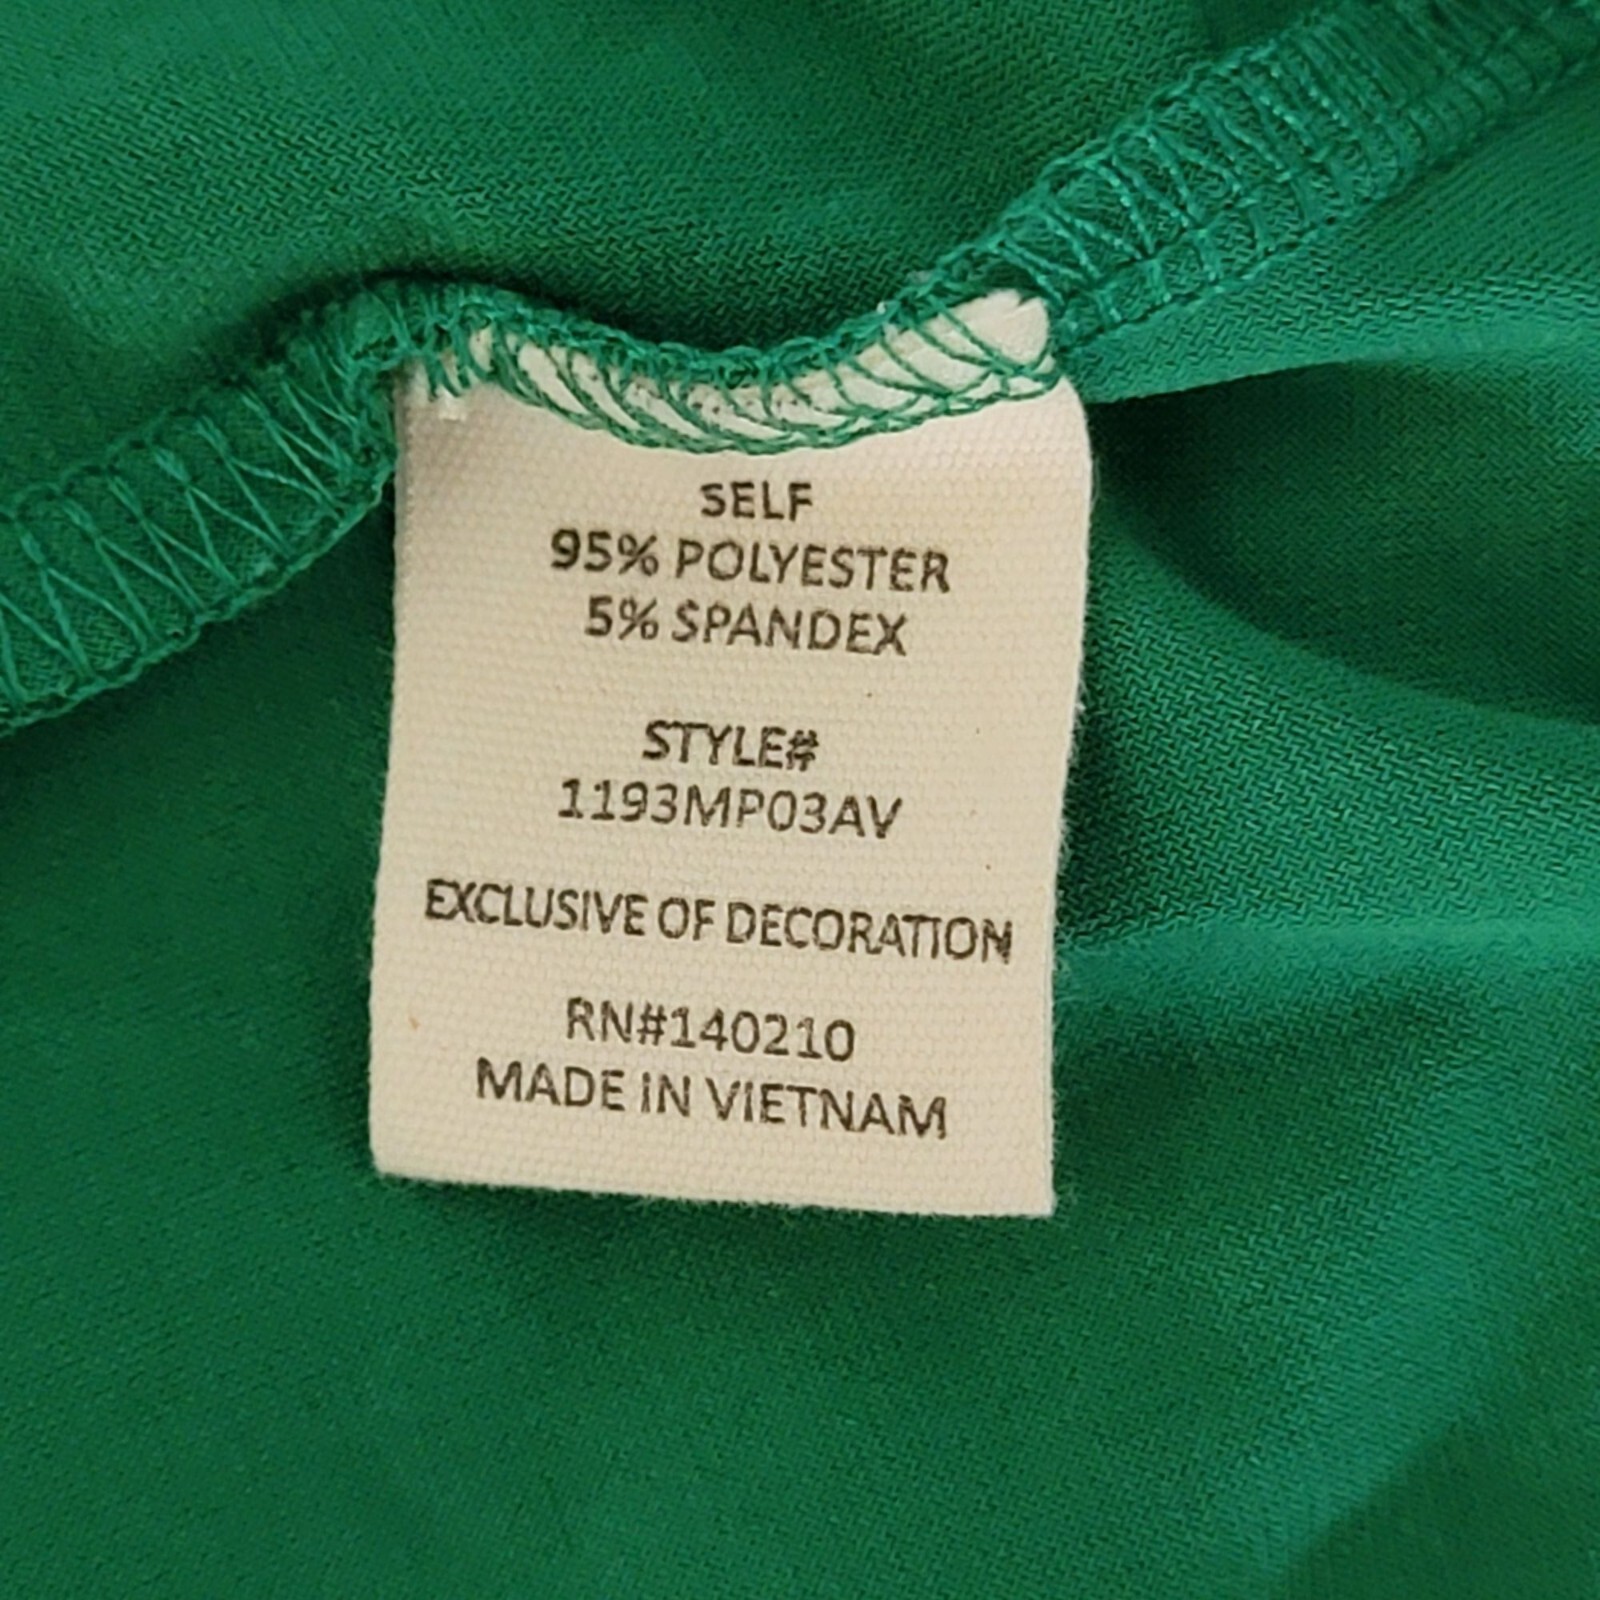 SELF
95% POLYESTER
5% SPANDEX
STYLE#
1193MP03AV
EXCLUSIVE OF DECORATION
RN#140210
MADE IN VIETNAM